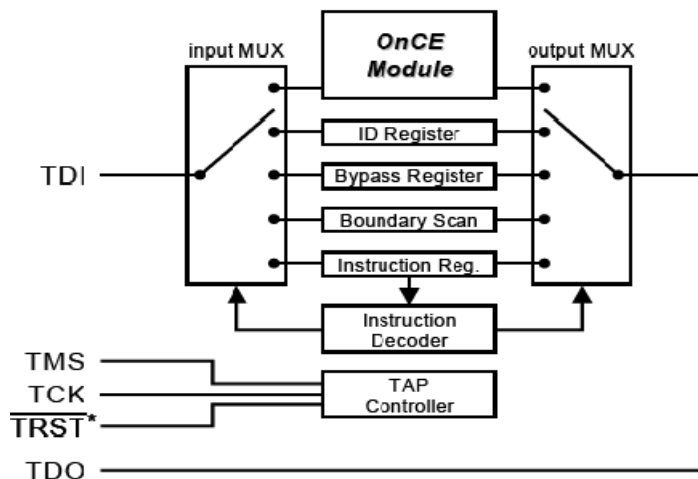 input MUX
OnCE
Module
output MUX
ID Register
TDI
Bypass Register
Boundary Scan
Instruction Reg.
Instruction
Decoder
TMS
TAP
Controller
TCK
TRST*
TDO